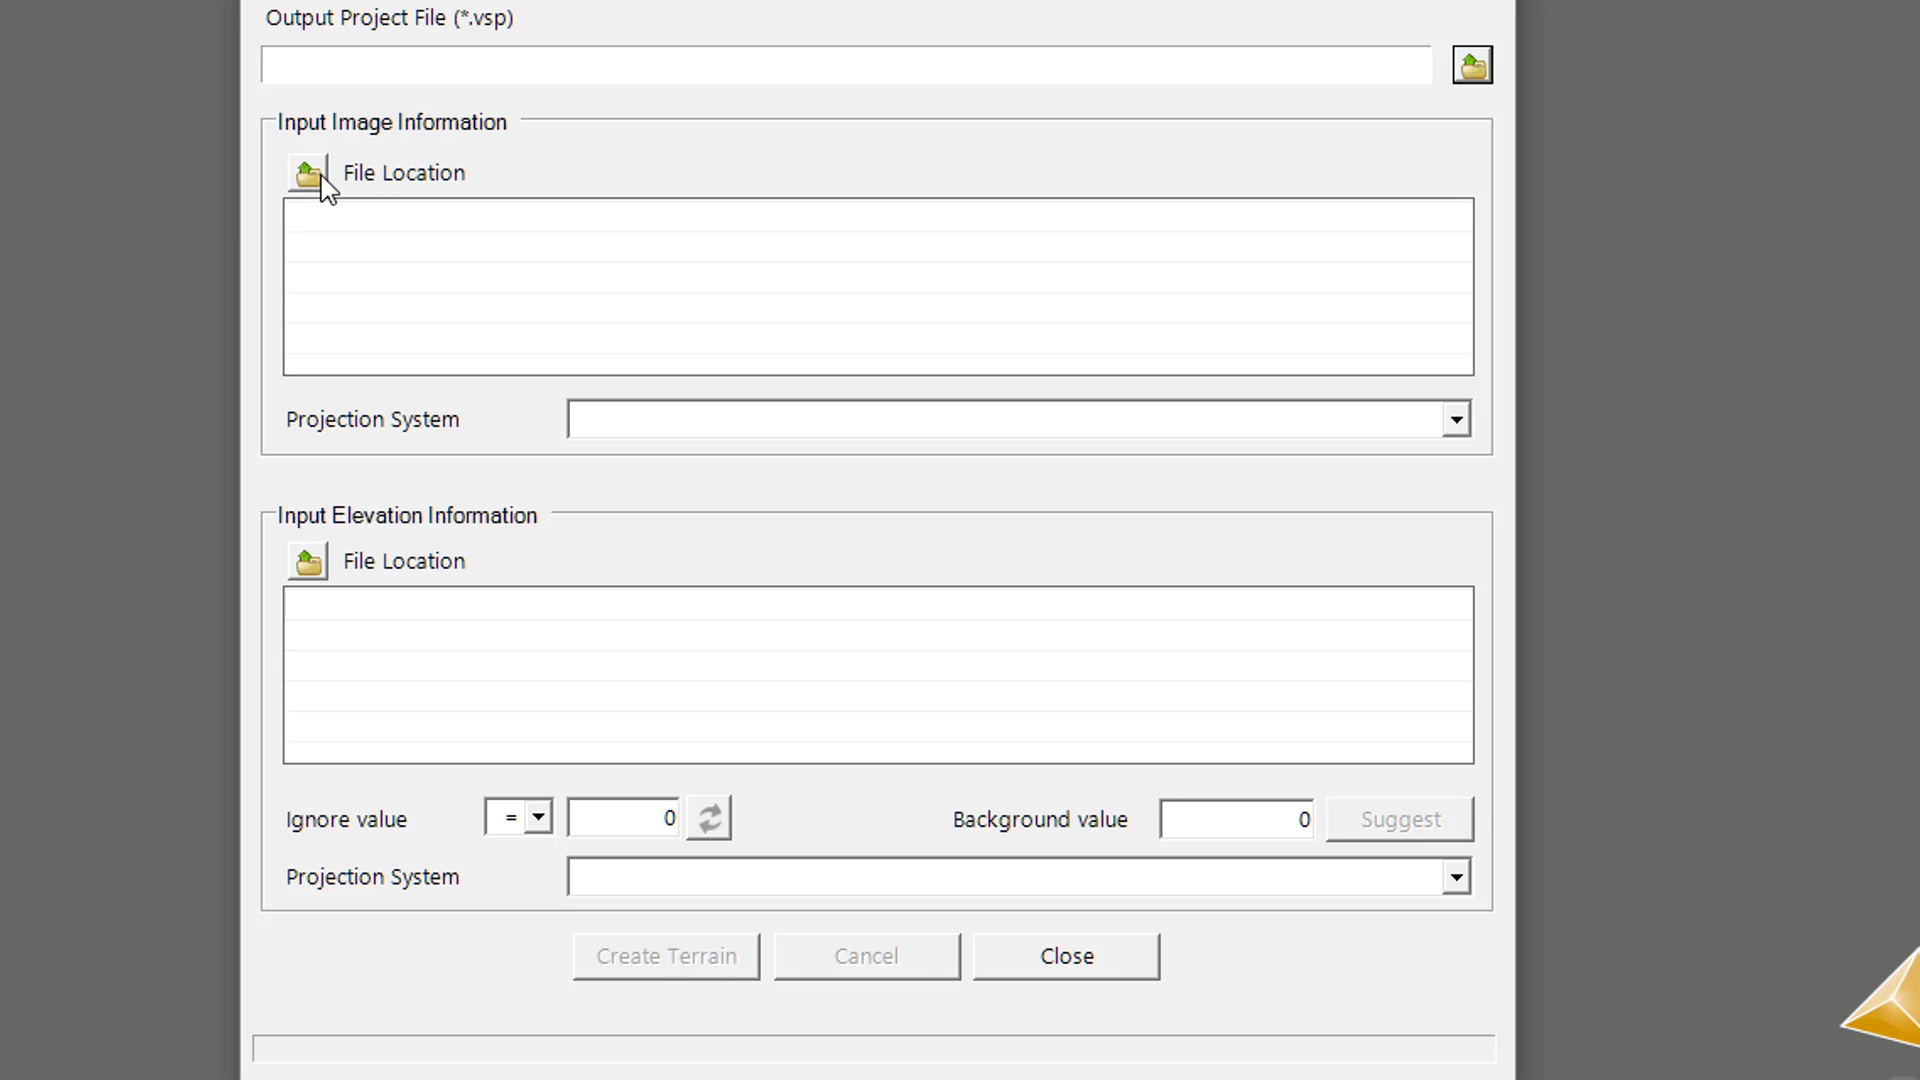 Output Project File (*.vsp)
Input Image Information
File Location
Projection System
Input Elevation Information
File Location
Ignore value = 0 Background value 0 Suggest
Projection System
Create Terrain Cancel Close